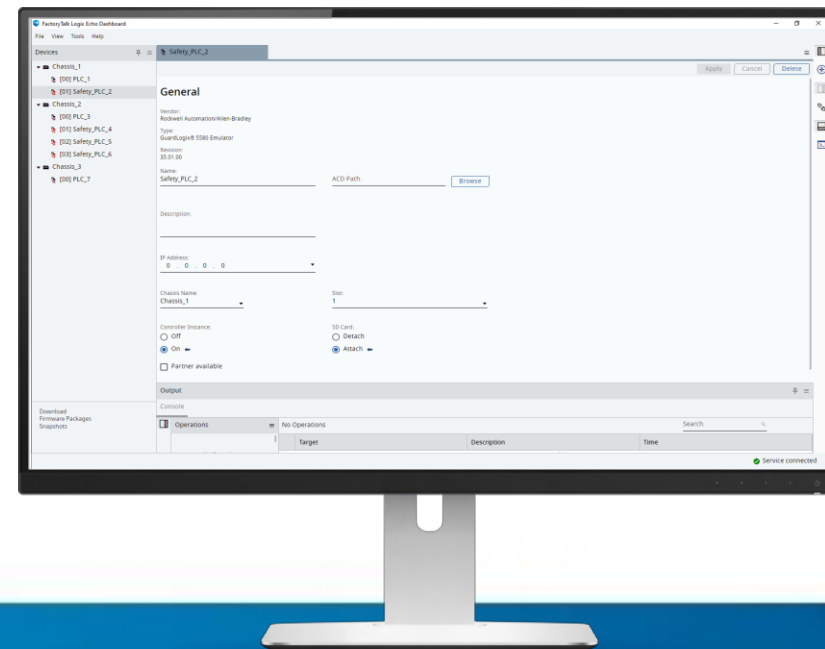 FactoryTalk Logic Echo Dashboard
File View Tools Help
Devices
Safety_PLC_2
Apply Cancel Delete
Chassis_1
[00] PLC_1
[01] Safety_PLC_2
Chassis_2
[00] PLC_3
[01] Safety_PLC_4
[02] Safety_PLC_5
[03] Safety_PLC_6
Chassis_3
[00] PLC_7
General
Vendor:
Rockwell Automation/Allen-Bradley
Type:
GuardLogix® 5580 Emulator
Revision:
35.01.00
Name:
Safety_PLC_2
ACD Path:
Browse
Description:
IP Address:
0 . 0 . 0 . 0
Chassis Name:
Chassis_1
Slot:
1
Controller Instance:
Off
On
SD Card:
Detach
Attach
Partner available
Output
Console
Operations
No Operations
Search
Target Description Time
Download
Firmware Packages
Snapshots
Service connected